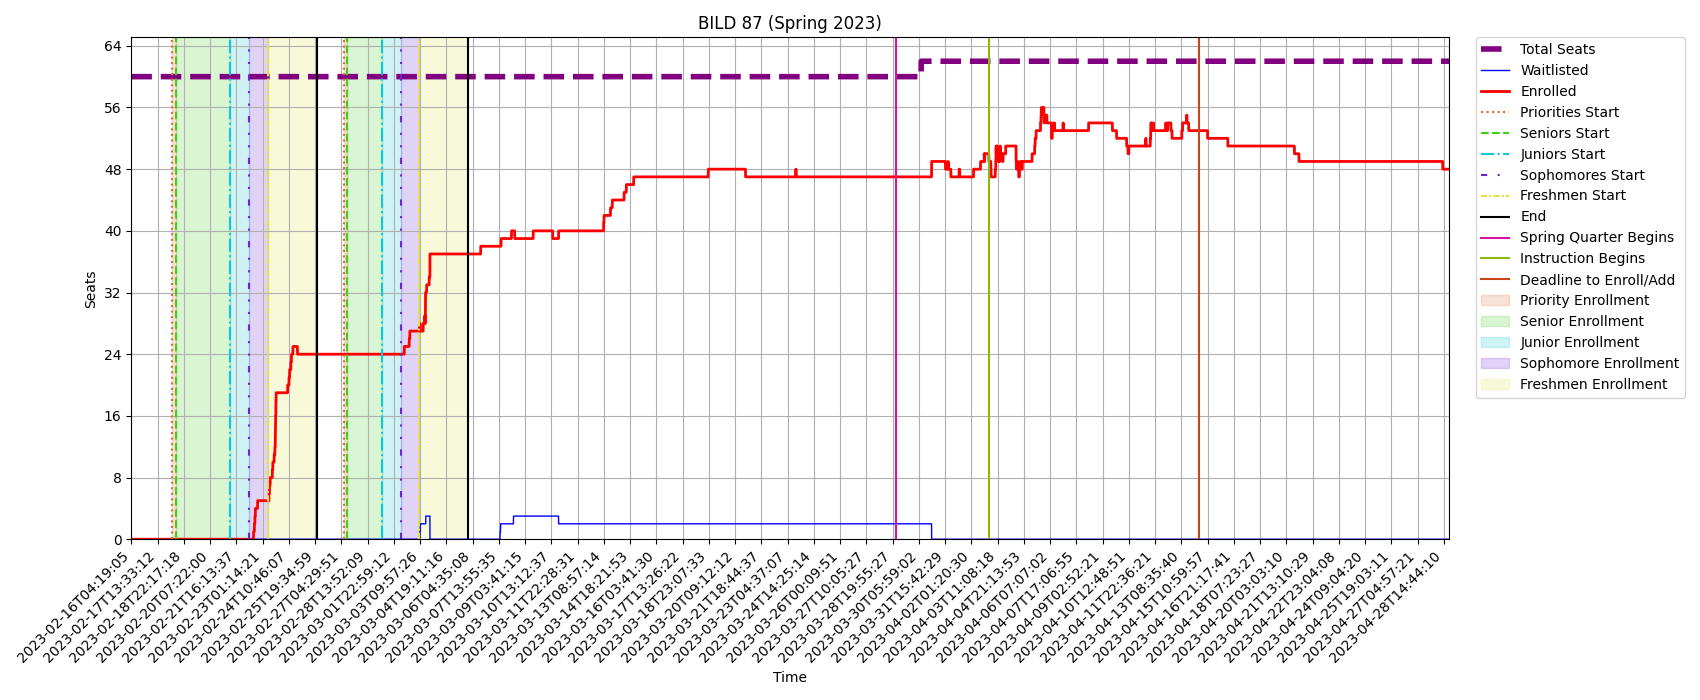 BILD 87 (Spring 2023)
Seats
64
56
48
40
32
24
16
8
0
2023-02-16T04:19:05
2023-02-17T13:33:12
2023-02-18T22:17:18
2023-02-20T07:22:00
2023-02-21T16:13:37
2023-02-23T01:14:21
2023-02-24T10:46:07
2023-02-25T19:34:59
2023-02-27T04:29:51
2023-02-28T13:52:09
2023-03-01T22:59:12
2023-03-03T09:57:26
2023-03-04T19:11:16
2023-03-06T04:35:08
2023-03-07T13:55:35
2023-03-09T03:41:15
2023-03-10T13:12:37
2023-03-11T22:28:31
2023-03-13T08:57:14
2023-03-14T18:21:53
2023-03-16T03:41:30
2023-03-17T13:26:22
2023-03-18T23:07:33
2023-03-20T09:12:12
2023-03-21T18:44:37
2023-03-23T04:37:07
2023-03-24T14:25:14
2023-03-26T00:09:51
2023-03-27T10:05:27
2023-03-28T19:55:27
2023-03-30T05:59:02
2023-03-31T15:42:29
2023-04-02T01:20:30
2023-04-03T11:08:18
2023-04-04T21:13:53
2023-04-06T07:07:02
2023-04-07T17:06:55
2023-04-09T02:52:21
2023-04-10T12:48:51
2023-04-11T22:36:21
2023-04-13T08:35:40
2023-04-15T10:59:57
2023-04-16T21:17:41
2023-04-18T07:23:27
2023-04-20T03:03:10
2023-04-21T13:10:29
2023-04-22T23:04:08
2023-04-24T09:04:20
2023-04-25T19:03:11
2023-04-27T04:57:21
2023-04-28T14:44:10
Time
Total Seats
Waitlisted
Enrolled
Priorities Start
Seniors Start
Juniors Start
Sophomores Start
Freshmen Start
End
Spring Quarter Begins
Instruction Begins
Deadline to Enroll/Add
Priority Enrollment
Senior Enrollment
Junior Enrollment
Sophomore Enrollment
Freshmen Enrollment